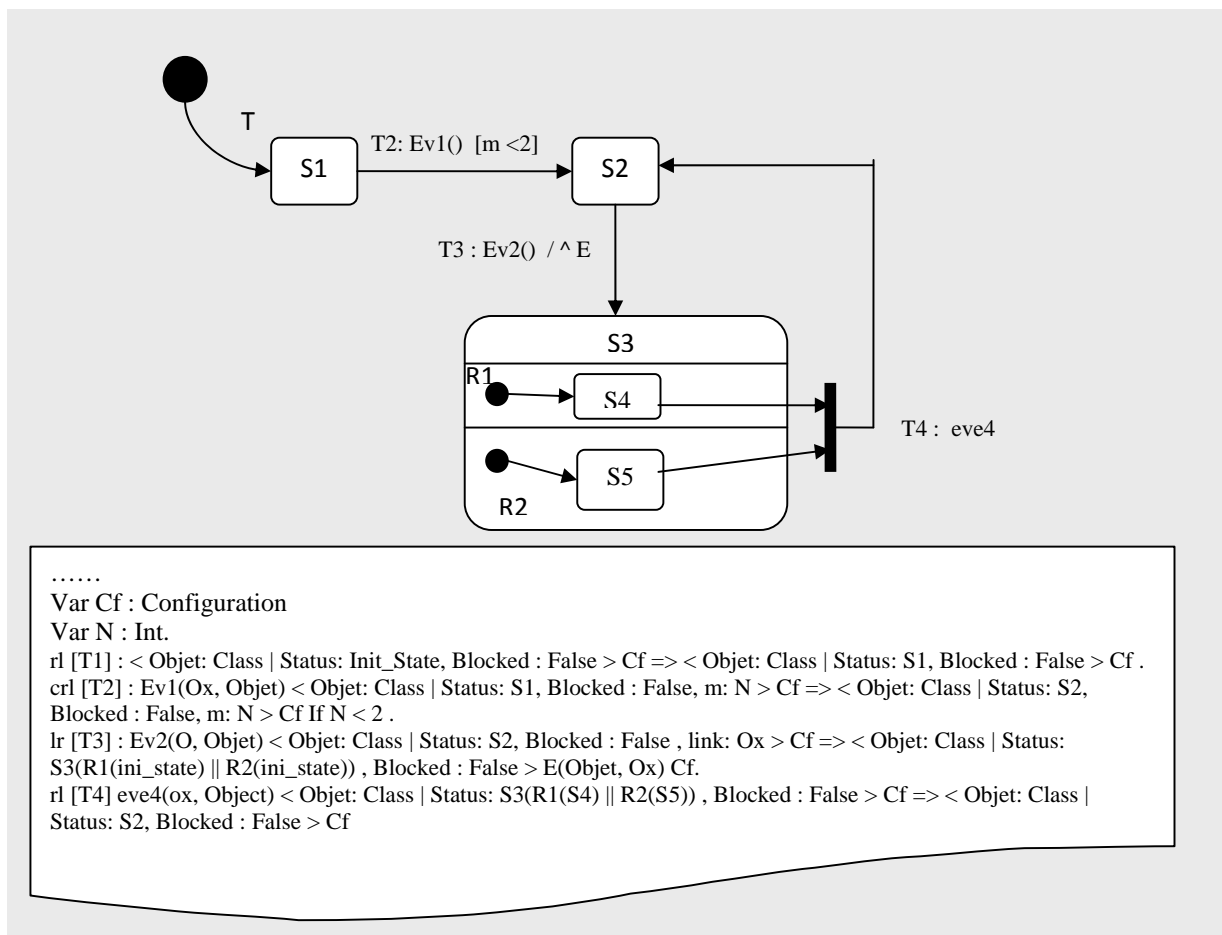 T
S1
T2: Ev1() [m <2]
S2
T3 : Ev2() / ^ E
S3
R1
S4
T4 : eve4
S5
R2
……
Var Cf : Configuration
Var N : Int.
rl [T1] : < Objet: Class | Status: Init_State, Blocked : False > Cf => < Objet: Class | Status: S1, Blocked : False > Cf .
crl [T2] : Ev1(Ox, Objet) < Objet: Class | Status: S1, Blocked : False, m: N > Cf => < Objet: Class | Status: S2,
Blocked : False, m: N > Cf If N < 2 .
lr [T3] : Ev2(O, Objet) < Objet: Class | Status: S2, Blocked : False , link: Ox > Cf => < Objet: Class | Status:
S3(R1(ini_state) || R2(ini_state)) , Blocked : False > E(Objet, Ox) Cf.
rl [T4] eve4(ox, Object) < Objet: Class | Status: S3(R1(S4) || R2(S5)) , Blocked : False > Cf => < Objet: Class |
Status: S2, Blocked : False > Cf